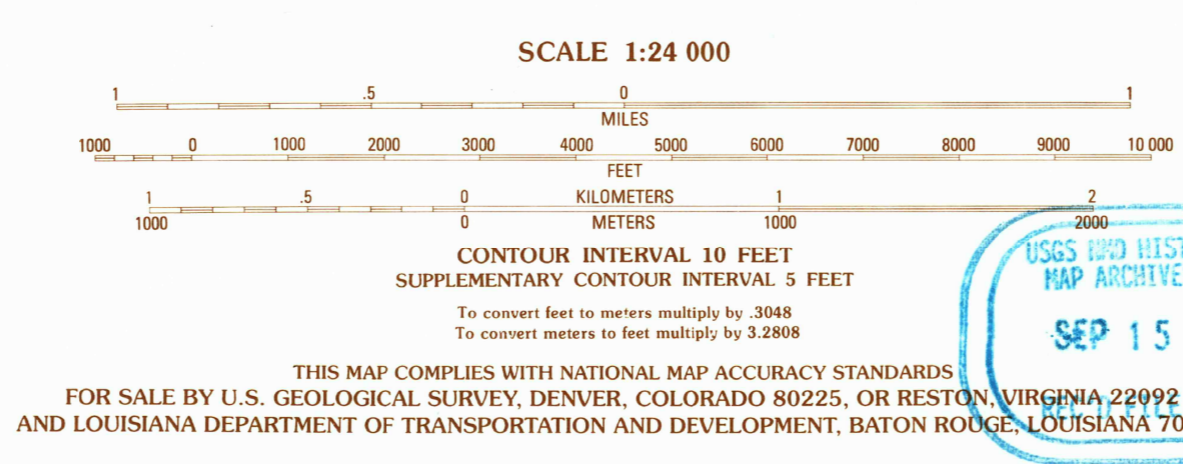 SCALE 1:24 000
1 .5 0 1
MILES
1000 0 1000 2000 3000 4000 5000 6000 7000 8000 9000 10 000
FEET
1 .5 0 KILOMETERS 1 2
1000 0 METERS 1000 2000
CONTOUR INTERVAL 10 FEET
SUPPLEMENTARY CONTOUR INTERVAL 5 FEET
To convert feet to meters multiply by .3048
To convert meters to feet multiply by 3.2808
THIS MAP COMPLIES WITH NATIONAL MAP ACCURACY STANDARDS
FOR SALE BY U.S. GEOLOGICAL SURVEY, DENVER, COLORADO 80225, OR RESTON, VIRGINIA 22092
AND LOUISIANA DEPARTMENT OF TRANSPORTATION AND DEVELOPMENT, BATON ROUGE, LOUISIANA 70
USGS NMD HIST
MAP ARCHIVE
SEP 15
REC'D FILE